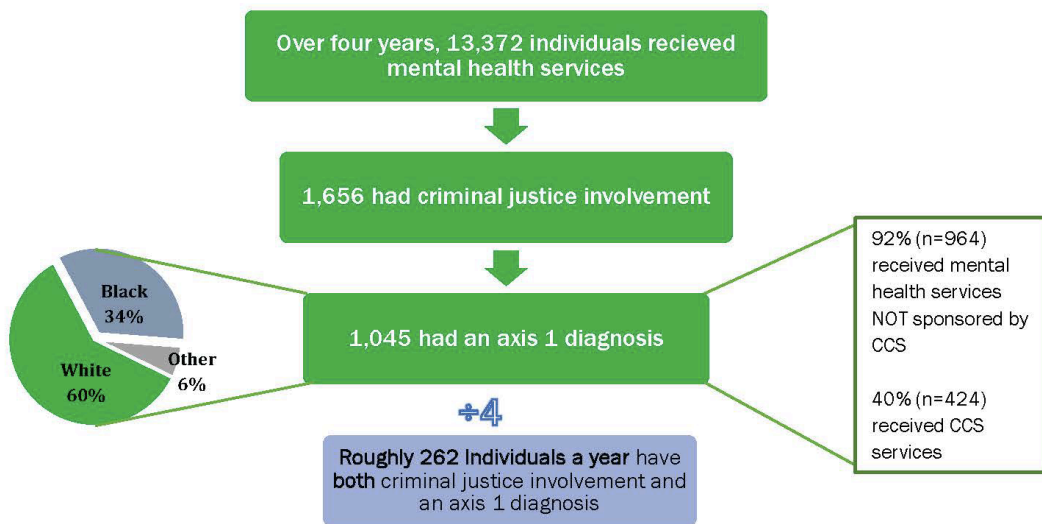 Over four years, 13,372 individuals recieved
mental health services
1,656 had criminal justice involvement
Black
34%
Other
6%
White
60%
1,045 had an axis 1 diagnosis
92% (n=964)
received mental
health services
NOT sponsored by
CCS
40% (n=424)
received CCS
services
÷4
Roughly 262 Individuals a year have
both criminal justice involvement and
an axis 1 diagnosis